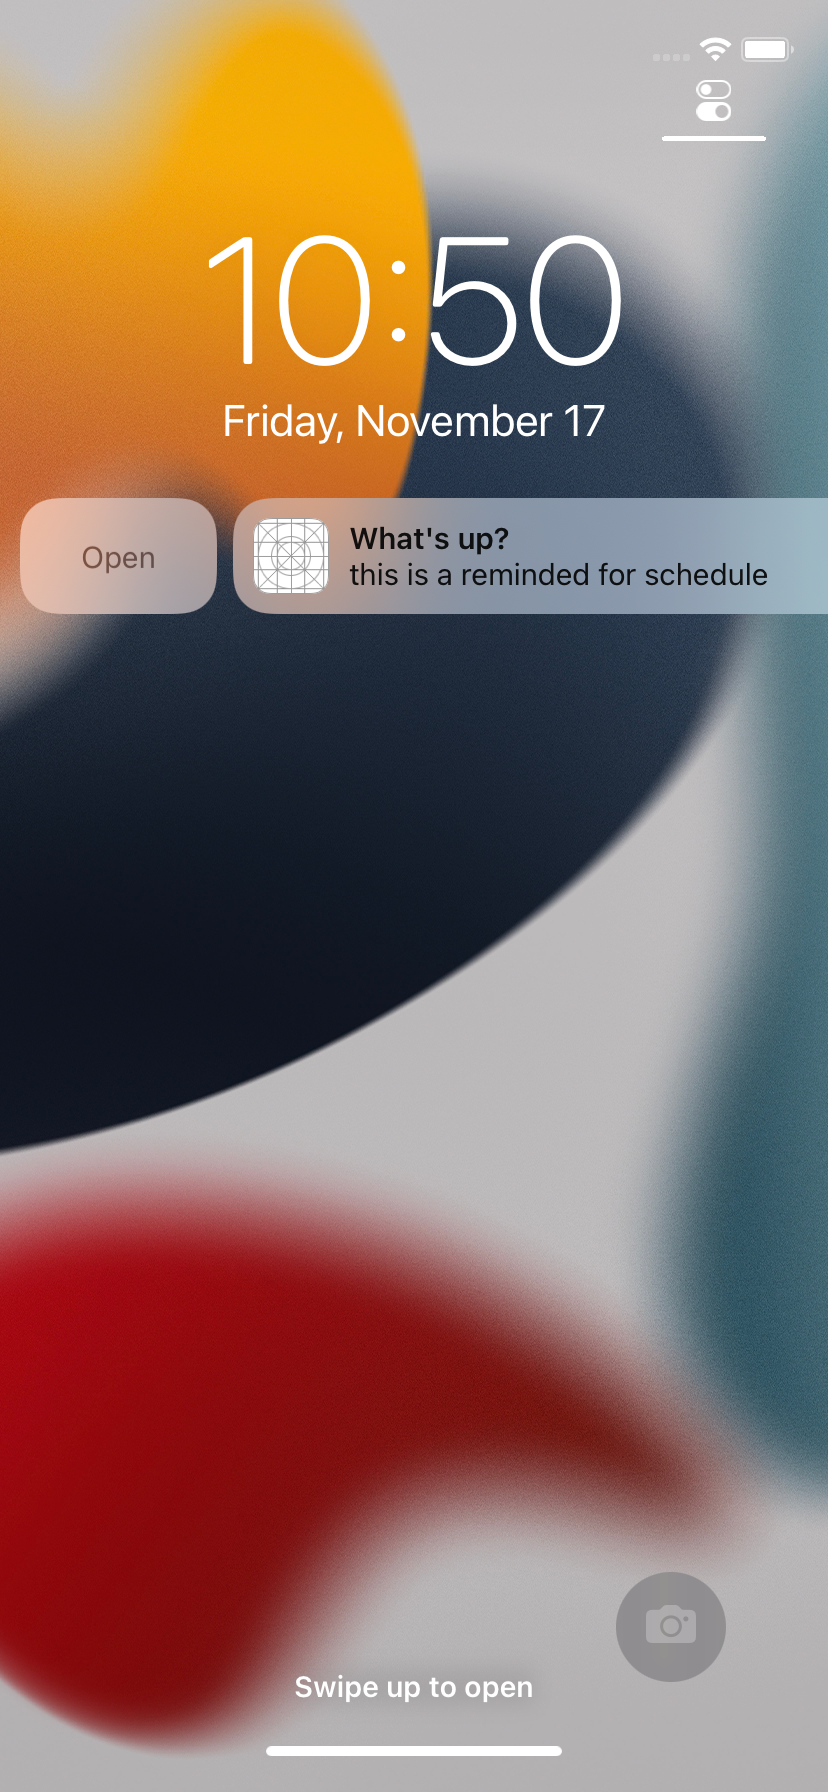 10:50
Friday, November 17
Open
What's up?
this is a reminded for schedule
Swipe up to open